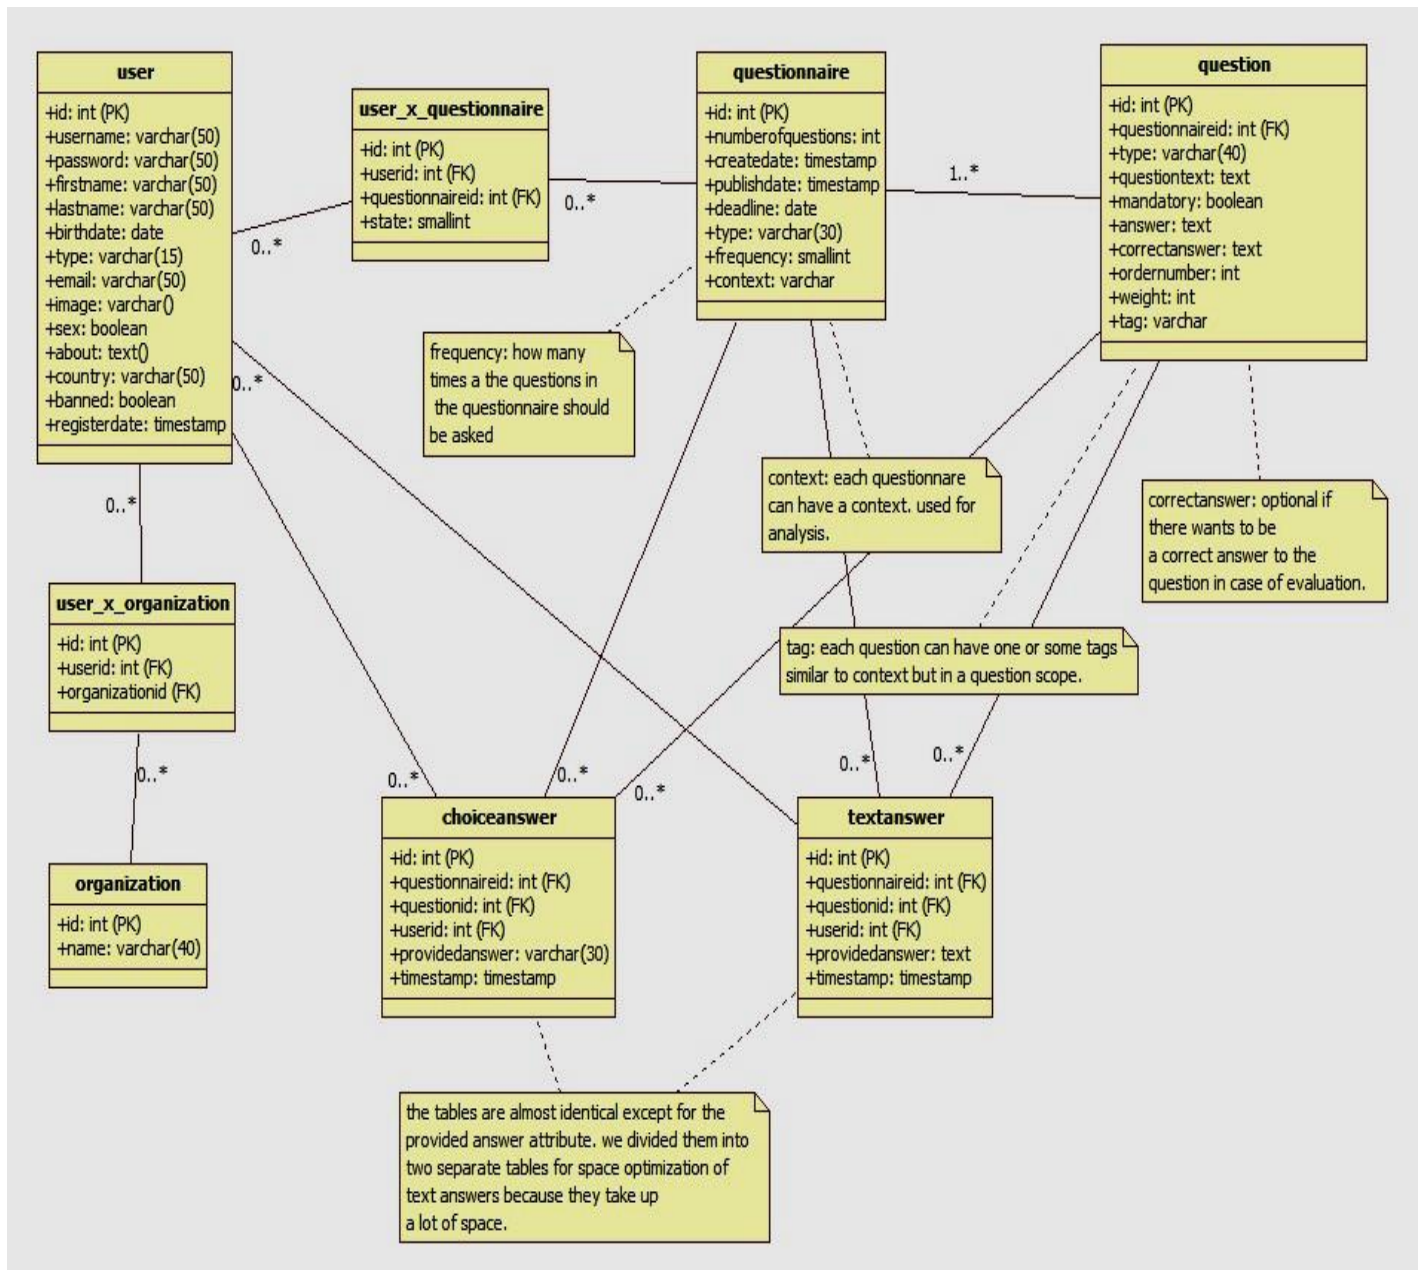 user
+id: int (PK)
+username: varchar(50)
+password: varchar(50)
+firstname: varchar(50)
+lastname: varchar(50)
+birthdate: date
+type: varchar(15)
+email: varchar(50)
+image: varchar()
+sex: boolean
+about: text()
+country: varchar(50)
+banned: boolean
+registerdate: timestamp
user_x_questionnaire
+id: int (PK)
+userid: int (FK)
+questionnaireid: int (FK)
+state: smallint
questionnaire
+id: int (PK)
+numberofquestions: int
+createdate: timestamp
+publishdate: timestamp
+deadline: date
+type: varchar(30)
+frequency: smallint
+context: varchar
question
+id: int (PK)
+questionnaireid: int (FK)
+type: varchar(40)
+questiontext: text
+mandatory: boolean
+answer: text
+correctanswer: text
+ordernumber: int
+weight: int
+tag: varchar
0..*
0..*
1..*
0..*
0..*
frequency: how many
times a the questions in
the questionnaire should
be asked
context: each questionnare
can have a context. used for
analysis.
correctanswer: optional if
there wants to be
a correct answer to the
question in case of evaluation.
tag: each question can have one or some tags
similar to context but in a question scope.
user_x_organization
+id: int (PK)
+userid: int (FK)
+organizationid (FK)
0..*
0..*
0..*
0..*
0..*
0..*
organization
+id: int (PK)
+name: varchar(40)
choiceanswer
+id: int (PK)
+questionnaireid: int (FK)
+questionid: int (FK)
+userid: int (FK)
+providedanswer: varchar(30)
+timestamp: timestamp
textanswer
+id: int (PK)
+questionnaireid: int (FK)
+questionid: int (FK)
+userid: int (FK)
+providedanswer: text
+timestamp: timestamp
the tables are almost identical except for the
provided answer attribute. we divided them into
two separate tables for space optimization of
text answers because they take up
a lot of space.